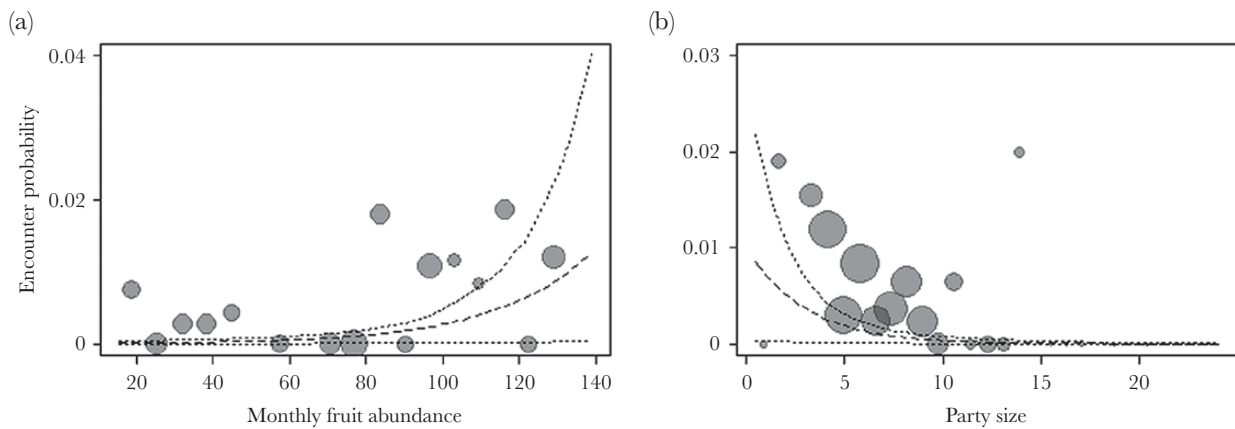 (a)
(b)
Encounter probability
0.04
0.02
0
20 40 60 80 100 120 140
Monthly fruit abundance
0.03
0.02
0.01
0
0 5 10 15 20
Party size